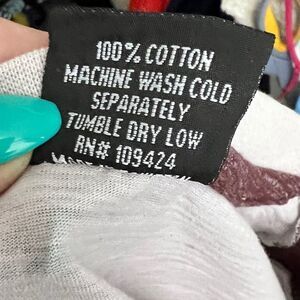 100% COTTON
MACHINE WASH COLD
SEPARATELY
TUMBLE DRY LOW
RN# 109424